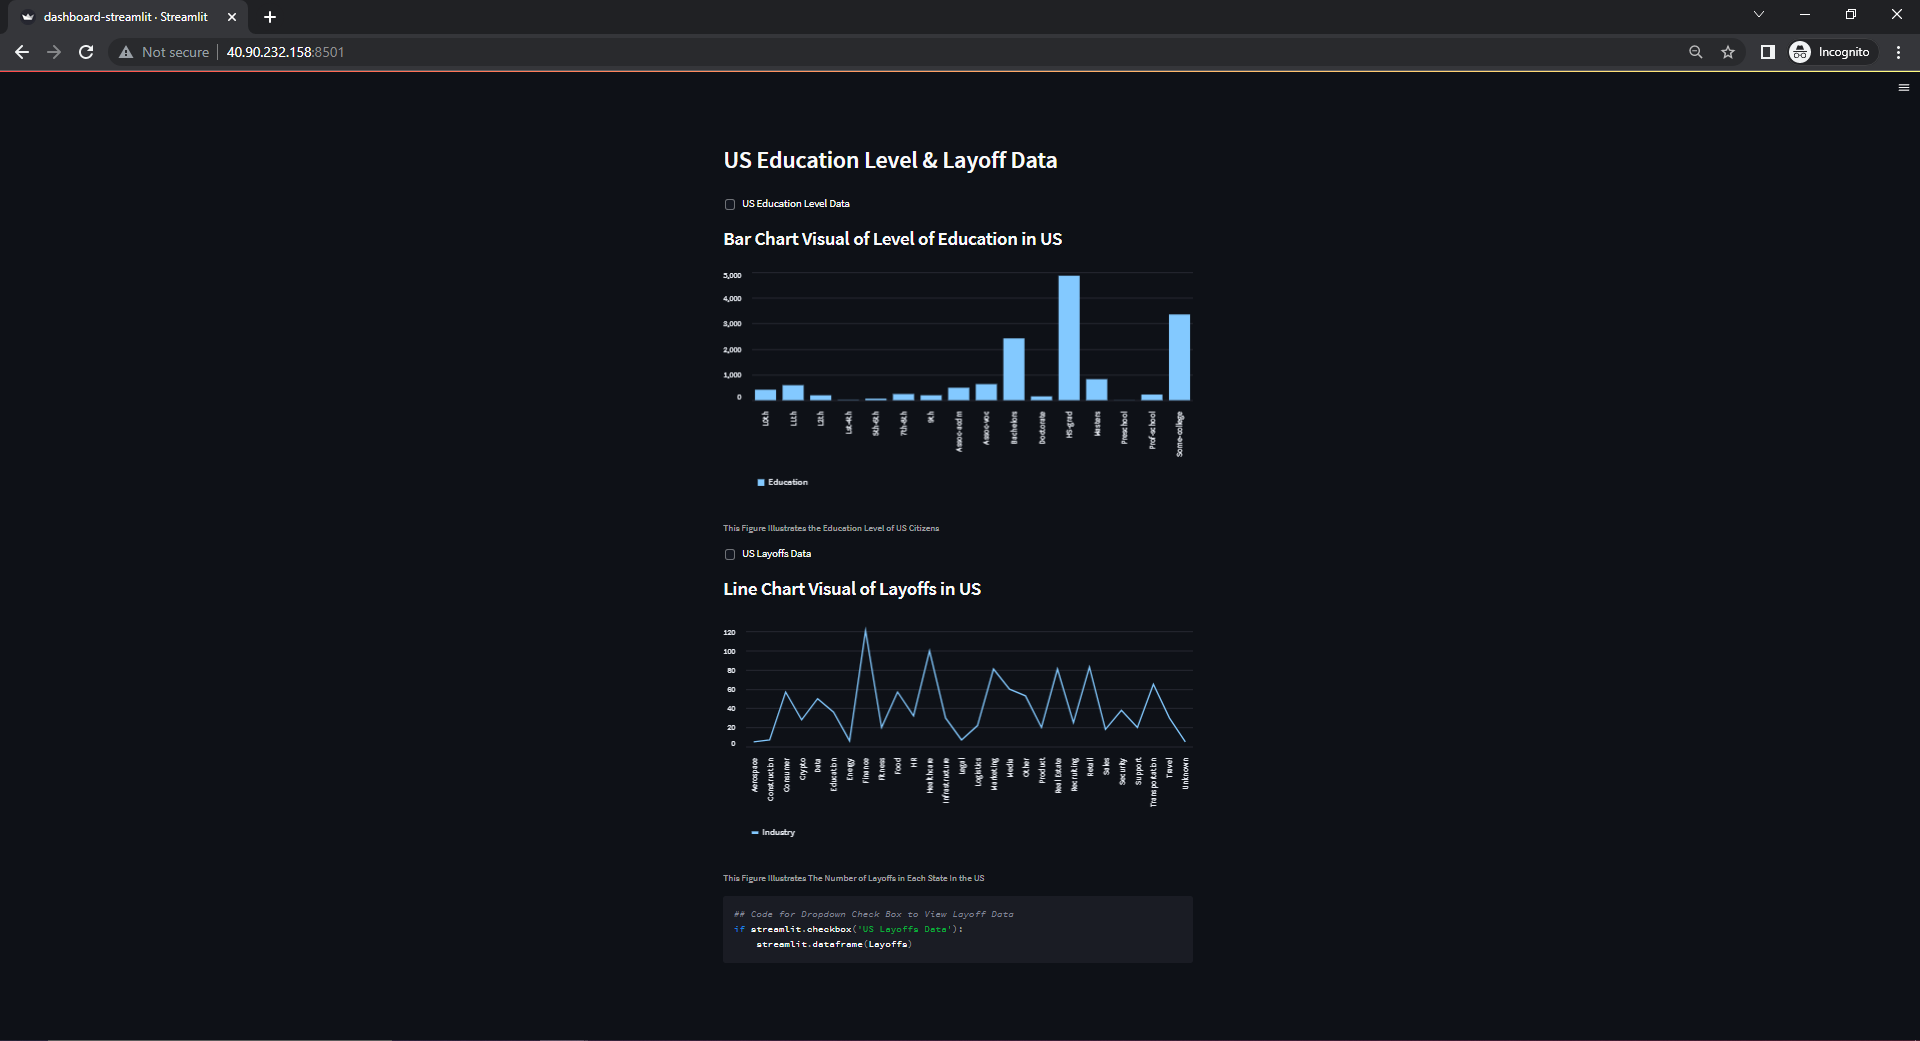 dashboard-streamlit · Streamlit
Not secure
40.90.232.158:8501
Incognito
US Education Level & Layoff Data
US Education Level Data
Bar Chart Visual of Level of Education in US
5,000
4,000
3,000
2,000
1,000
0
10th
11th
12th
1st-4th
5th-6th
7th-8th
9th
Assoc-acdm
Assoc-voc
Bachelors
Doctorate
HS-grad
Masters
Preschool
Prof-school
Some-college
Education
This Figure Illustrates the Education Level of US Citizens
US Layoffs Data
Line Chart Visual of Layoffs in US
120
100
80
60
40
20
0
Aerospace
Construction
Consumer
Crypto
Data
Education
Energy
Finance
Fitness
Food
HR
Healthcare
Infrastructure
Legal
Logistics
Marketing
Media
Other
Product
Real Estate
Recruiting
Retail
Sales
Security
Support
Transportation
Travel
Unknown
Industry
This Figure Illustrates The Number of Layoffs in Each State In the US
## Code for Dropdown Check Box to View Layoff Data
if streamlit.checkbox('US Layoffs Data'):
streamlit.dataframe(Layoffs)